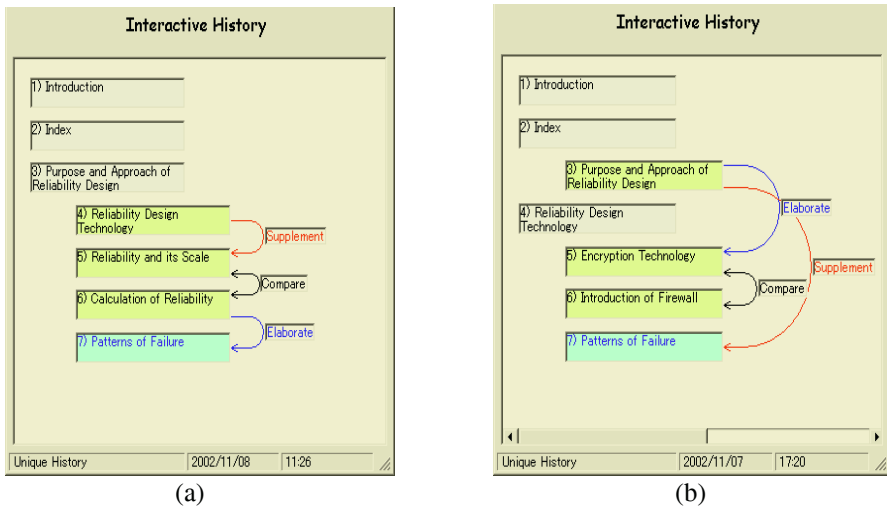 Interactive History
1) Introduction
2) Index
3) Purpose and Approach of
Reliability Design
4) Reliability Design
Technology
Supplement
5) Reliability and its Scale
Compare
6) Calculation of Reliability
Elaborate
7) Patterns of Failure
Unique History
2002/11/08
11:26
(a)
Interactive History
1) Introduction
2) Index
3) Purpose and Approach of
Reliability Design
Elaborate
4) Reliability Design
Technology
5) Encryption Technology
Supplement
Compare
6) Introduction of Firewall
7) Patterns of Failure
Unique History
2002/11/07
17:20
(b)